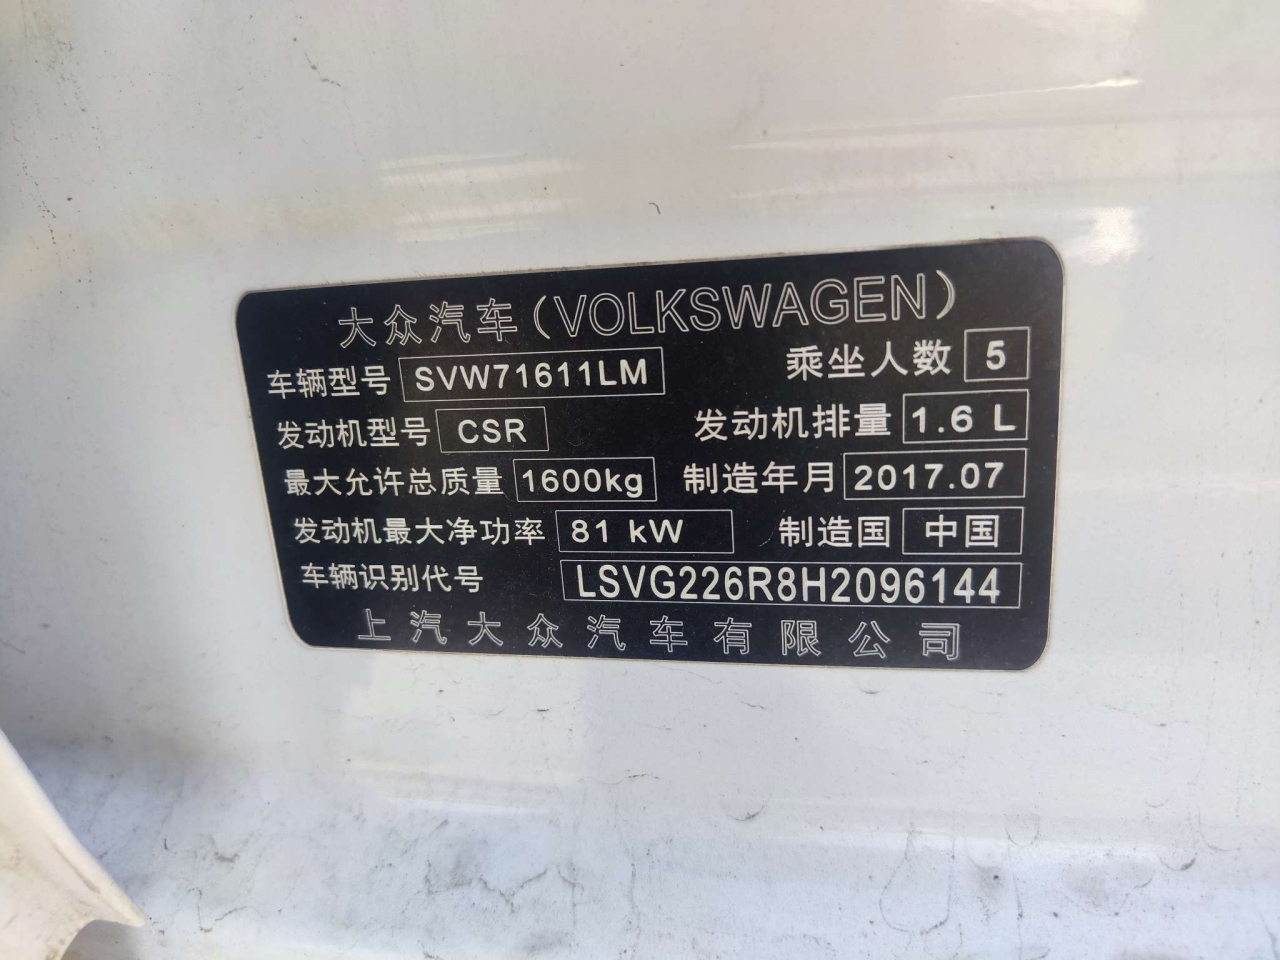 大众汽车(VOLKSWAGEN)
车辆型号 SVW71611LM 乘坐人数 5
发动机型号 CSR 发动机排量 1.6 L
最大允许总质量 1600kg 制造年月 2017.07
发动机最大净功率 81 kW 制造国 中国
车辆识别代号 LSVG226R8H2096144
上汽大众汽车有限公司